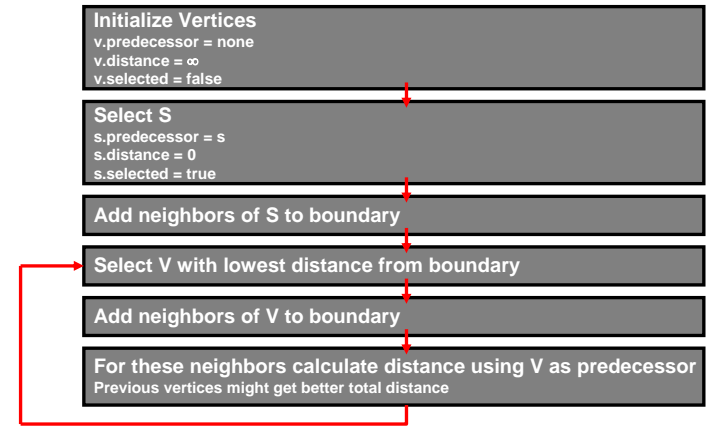 Initialize Vertices
v.predecessor = none
v.distance = ∞
v.selected = false
Select S
s.predecessor = s
s.distance = 0
s.selected = true
Add neighbors of S to boundary
Select V with lowest distance from boundary
Add neighbors of V to boundary
For these neighbors calculate distance using V as predecessor
Previous vertices might get better total distance